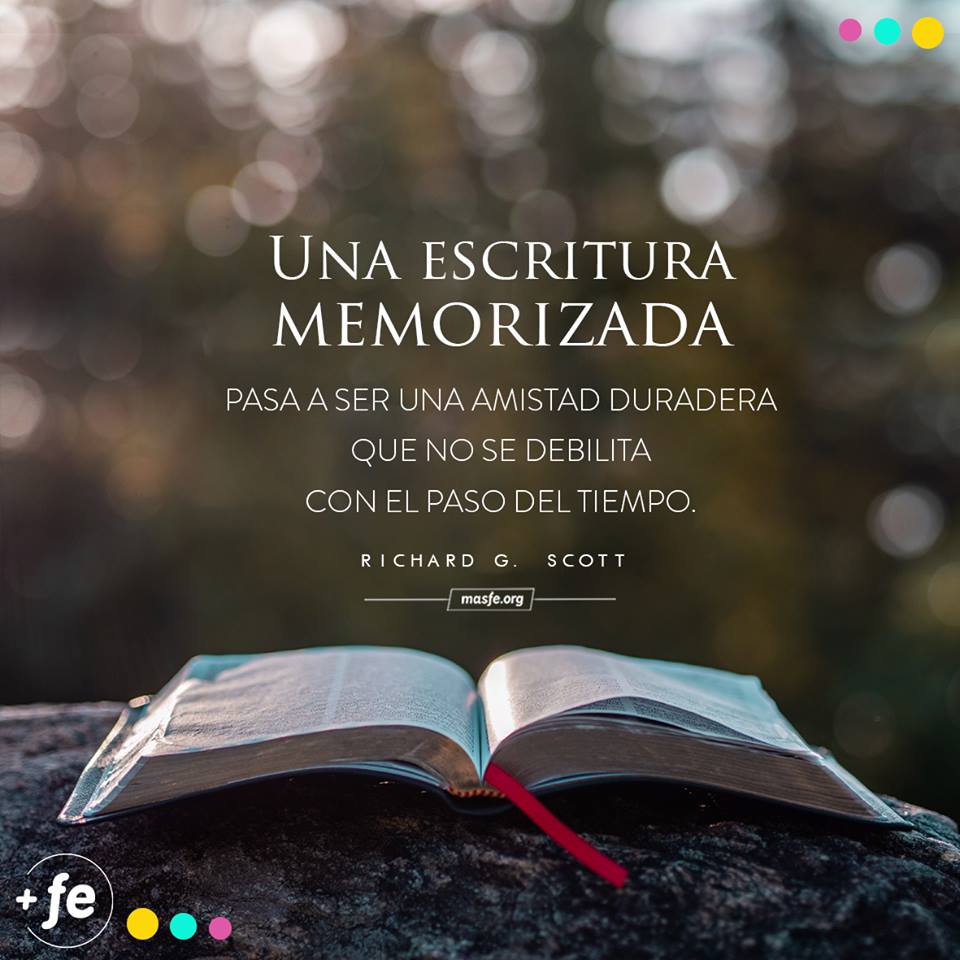 UNA ESCRITURA
MEMORIZADA
PASA A SER UNA AMISTAD DURADERA
QUE NO SE DEBILITA
CON EL PASO DEL TIEMPO.
RICHARD G. SCOTT
masfe.org
+fe